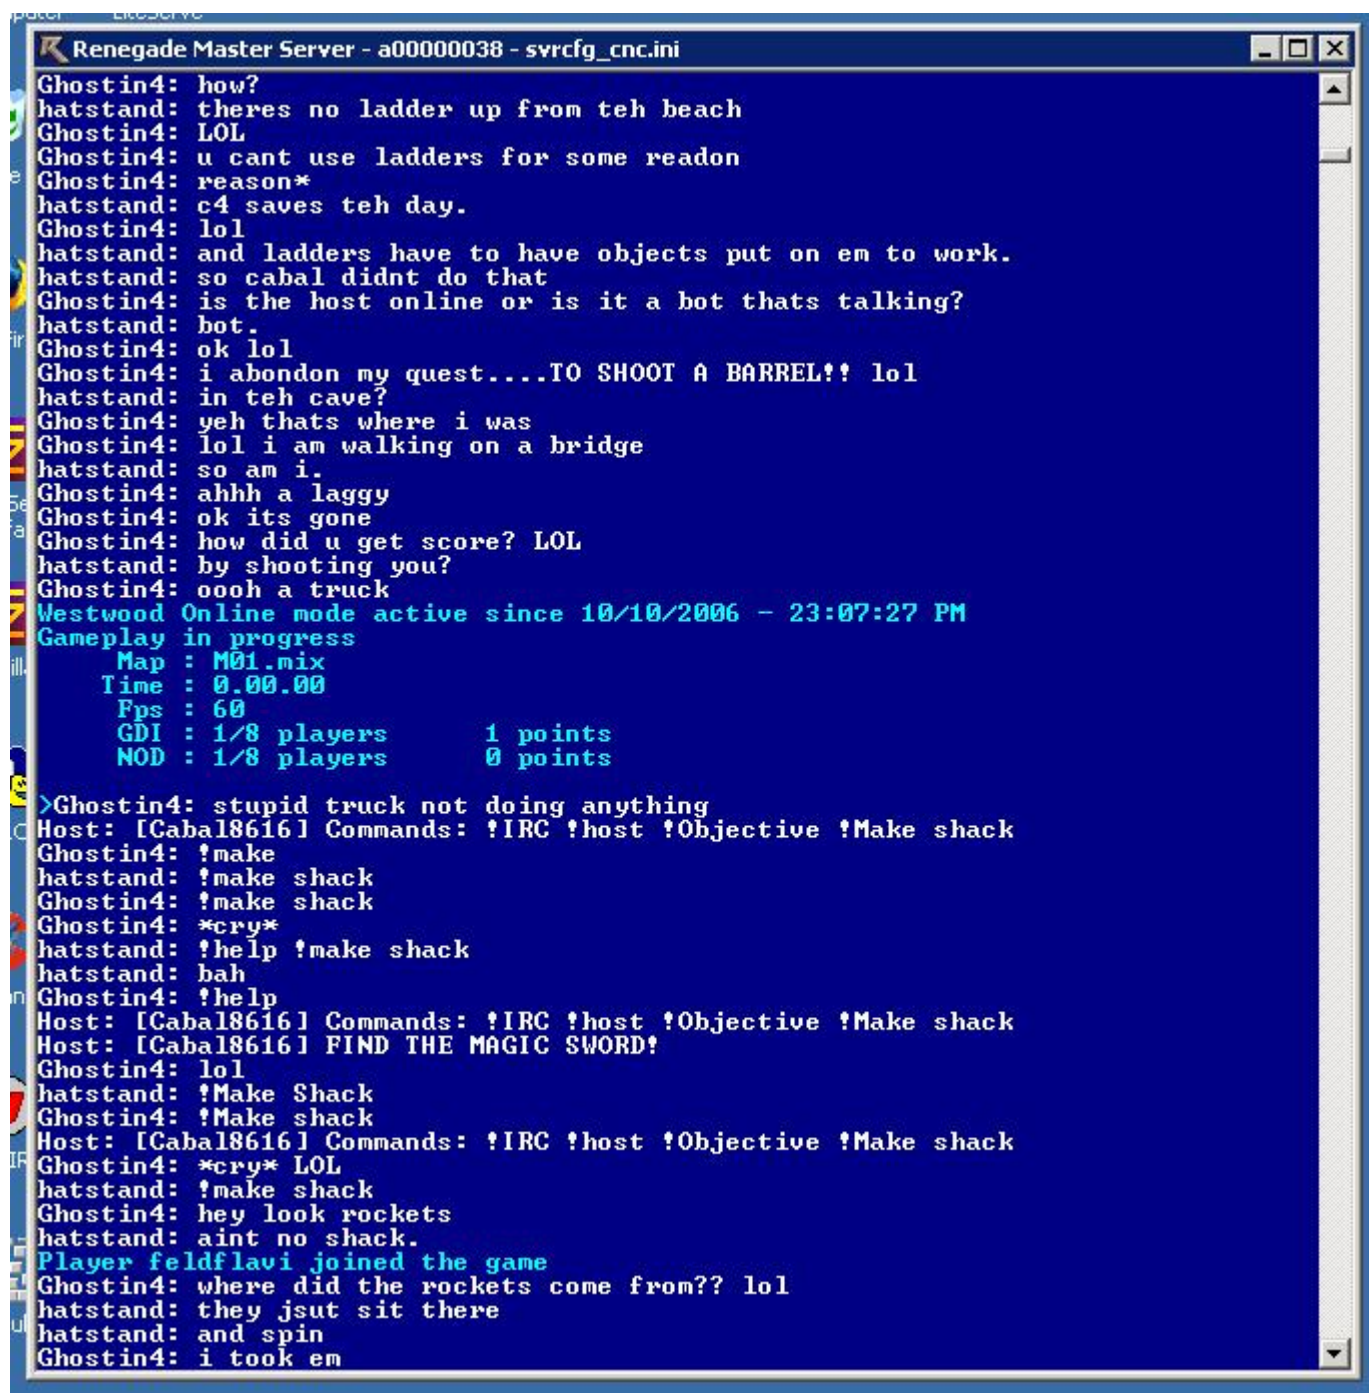 Renegade Master Server - a00000038 - svrcfg_cnc.ini
Ghostin4: how?
hatstand: theres no ladder up from teh beach
Ghostin4: LOL
Ghostin4: u cant use ladders for some readon
Ghostin4: reason*
hatstand: c4 saves teh day.
Ghostin4: lol
hatstand: and ladders have to have objects put on em to work.
hatstand: so cabal didnt do that
Ghostin4: is the host online or is it a bot thats talking?
hatstand: bot.
Ghostin4: ok lol
Ghostin4: i abondon my quest....TO SHOOT A BARREL!! lol
hatstand: in teh cave?
Ghostin4: yeh thats where i was
Ghostin4: lol i am walking on a bridge
hatstand: so am i.
Ghostin4: ahhh a laggy
Ghostin4: ok its gone
Ghostin4: how did u get score? LOL
hatstand: by shooting you?
Ghostin4: oooh a truck
Westwood Online mode active since 10/10/2006 - 23:07:27 PM
Gameplay in progress
Map : M01.mix
Time : 0.00.00
Fps : 60
GDI : 1/8 players 1 points
NOD : 1/8 players 0 points
>Ghostin4: stupid truck not doing anything
Host: [Cabal8616] Commands: !IRC !host !Objective !Make shack
Ghostin4: !make
hatstand: !make shack
Ghostin4: !make shack
Ghostin4: *cry*
hatstand: !help !make shack
hatstand: bah
Ghostin4: !help
Host: [Cabal8616] Commands: !IRC !host !Objective !Make shack
Host: [Cabal8616] FIND THE MAGIC SWORD!
Ghostin4: lol
hatstand: !Make Shack
Ghostin4: !Make shack
Host: [Cabal8616] Commands: !IRC !host !Objective !Make shack
Ghostin4: *cry* LOL
hatstand: !make shack
Ghostin4: hey look rockets
hatstand: aint no shack.
Player feldflavi joined the game
Ghostin4: where did the rockets come from?? lol
hatstand: they jsut sit there
hatstand: and spin
Ghostin4: i took em